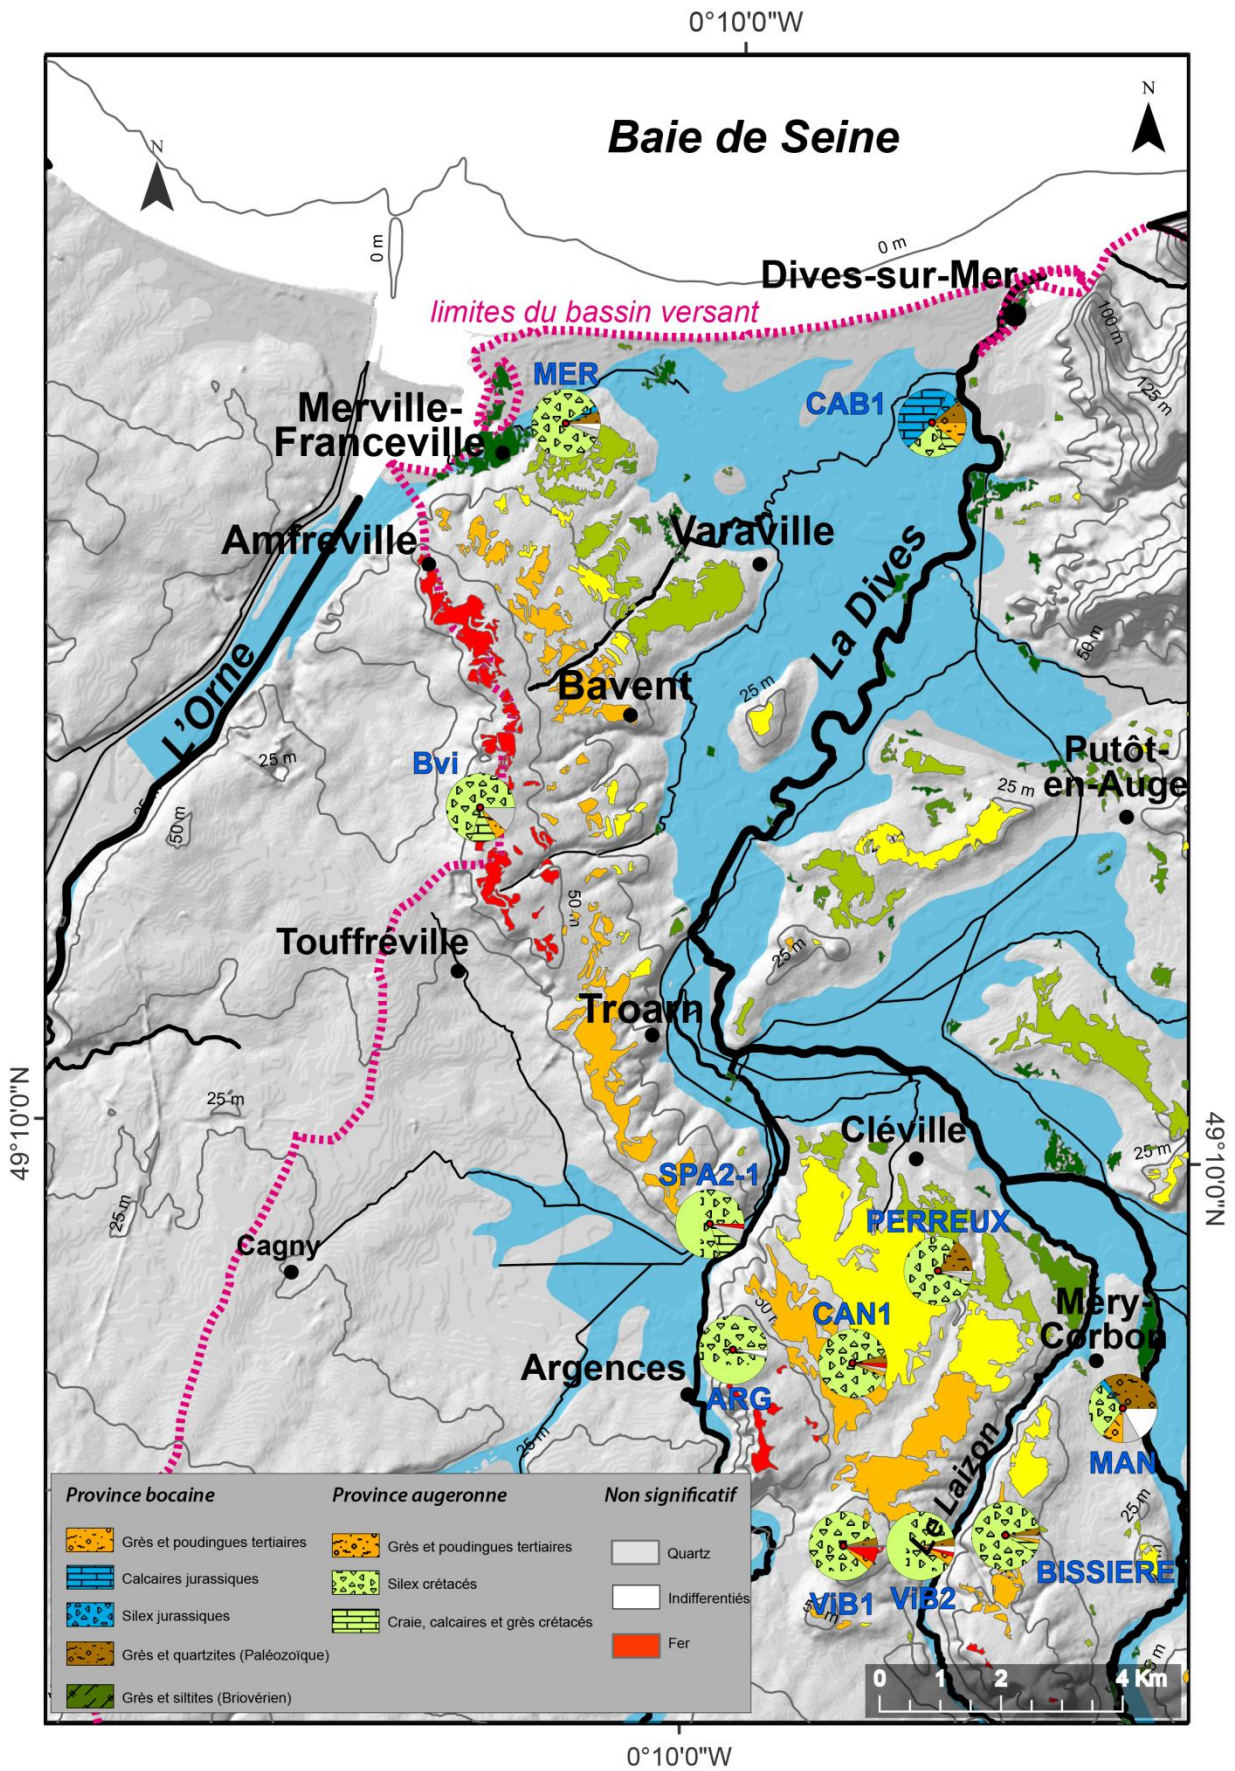 0°10'0"W
N
N
Baie de Seine
0 m
0 m
Dives-sur-Mer
limites du bassin versant
100 m
125 m
MER
CAB1
Merville-
Franceville
Amfreville
Varaville
La Dives
50 m
L'Orne
Bavent
25 m
25 m
Bvi
Putôt-
en-Auge
25 m
50 m
50 m
Touffreville
25 m
Troarn
49°10'0"N
25 m
Cléville
49°10'0"N
25 m
SPA2-1
25 m
PERREUX
Cagny
CAN1
Méry-
Corbon
Argences
ARG
25 m
MAN
Le Laizon
25 m
BISSIERE
ViB1
ViB2
Province bocaine
Grès et poudingues tertiaires
Calcaires jurassiques
Silex jurassiques
Grès et quartzites (Paléozoïque)
Grès et siltites (Briovérien)
Province augeronne
Grès et poudingues tertiaires
Silex crétacés
Craie, calcaires et grès crétacés
Non significatif
Quartz
Indifferentiés
Fer
0 1 2 4 Km
0°10'0"W